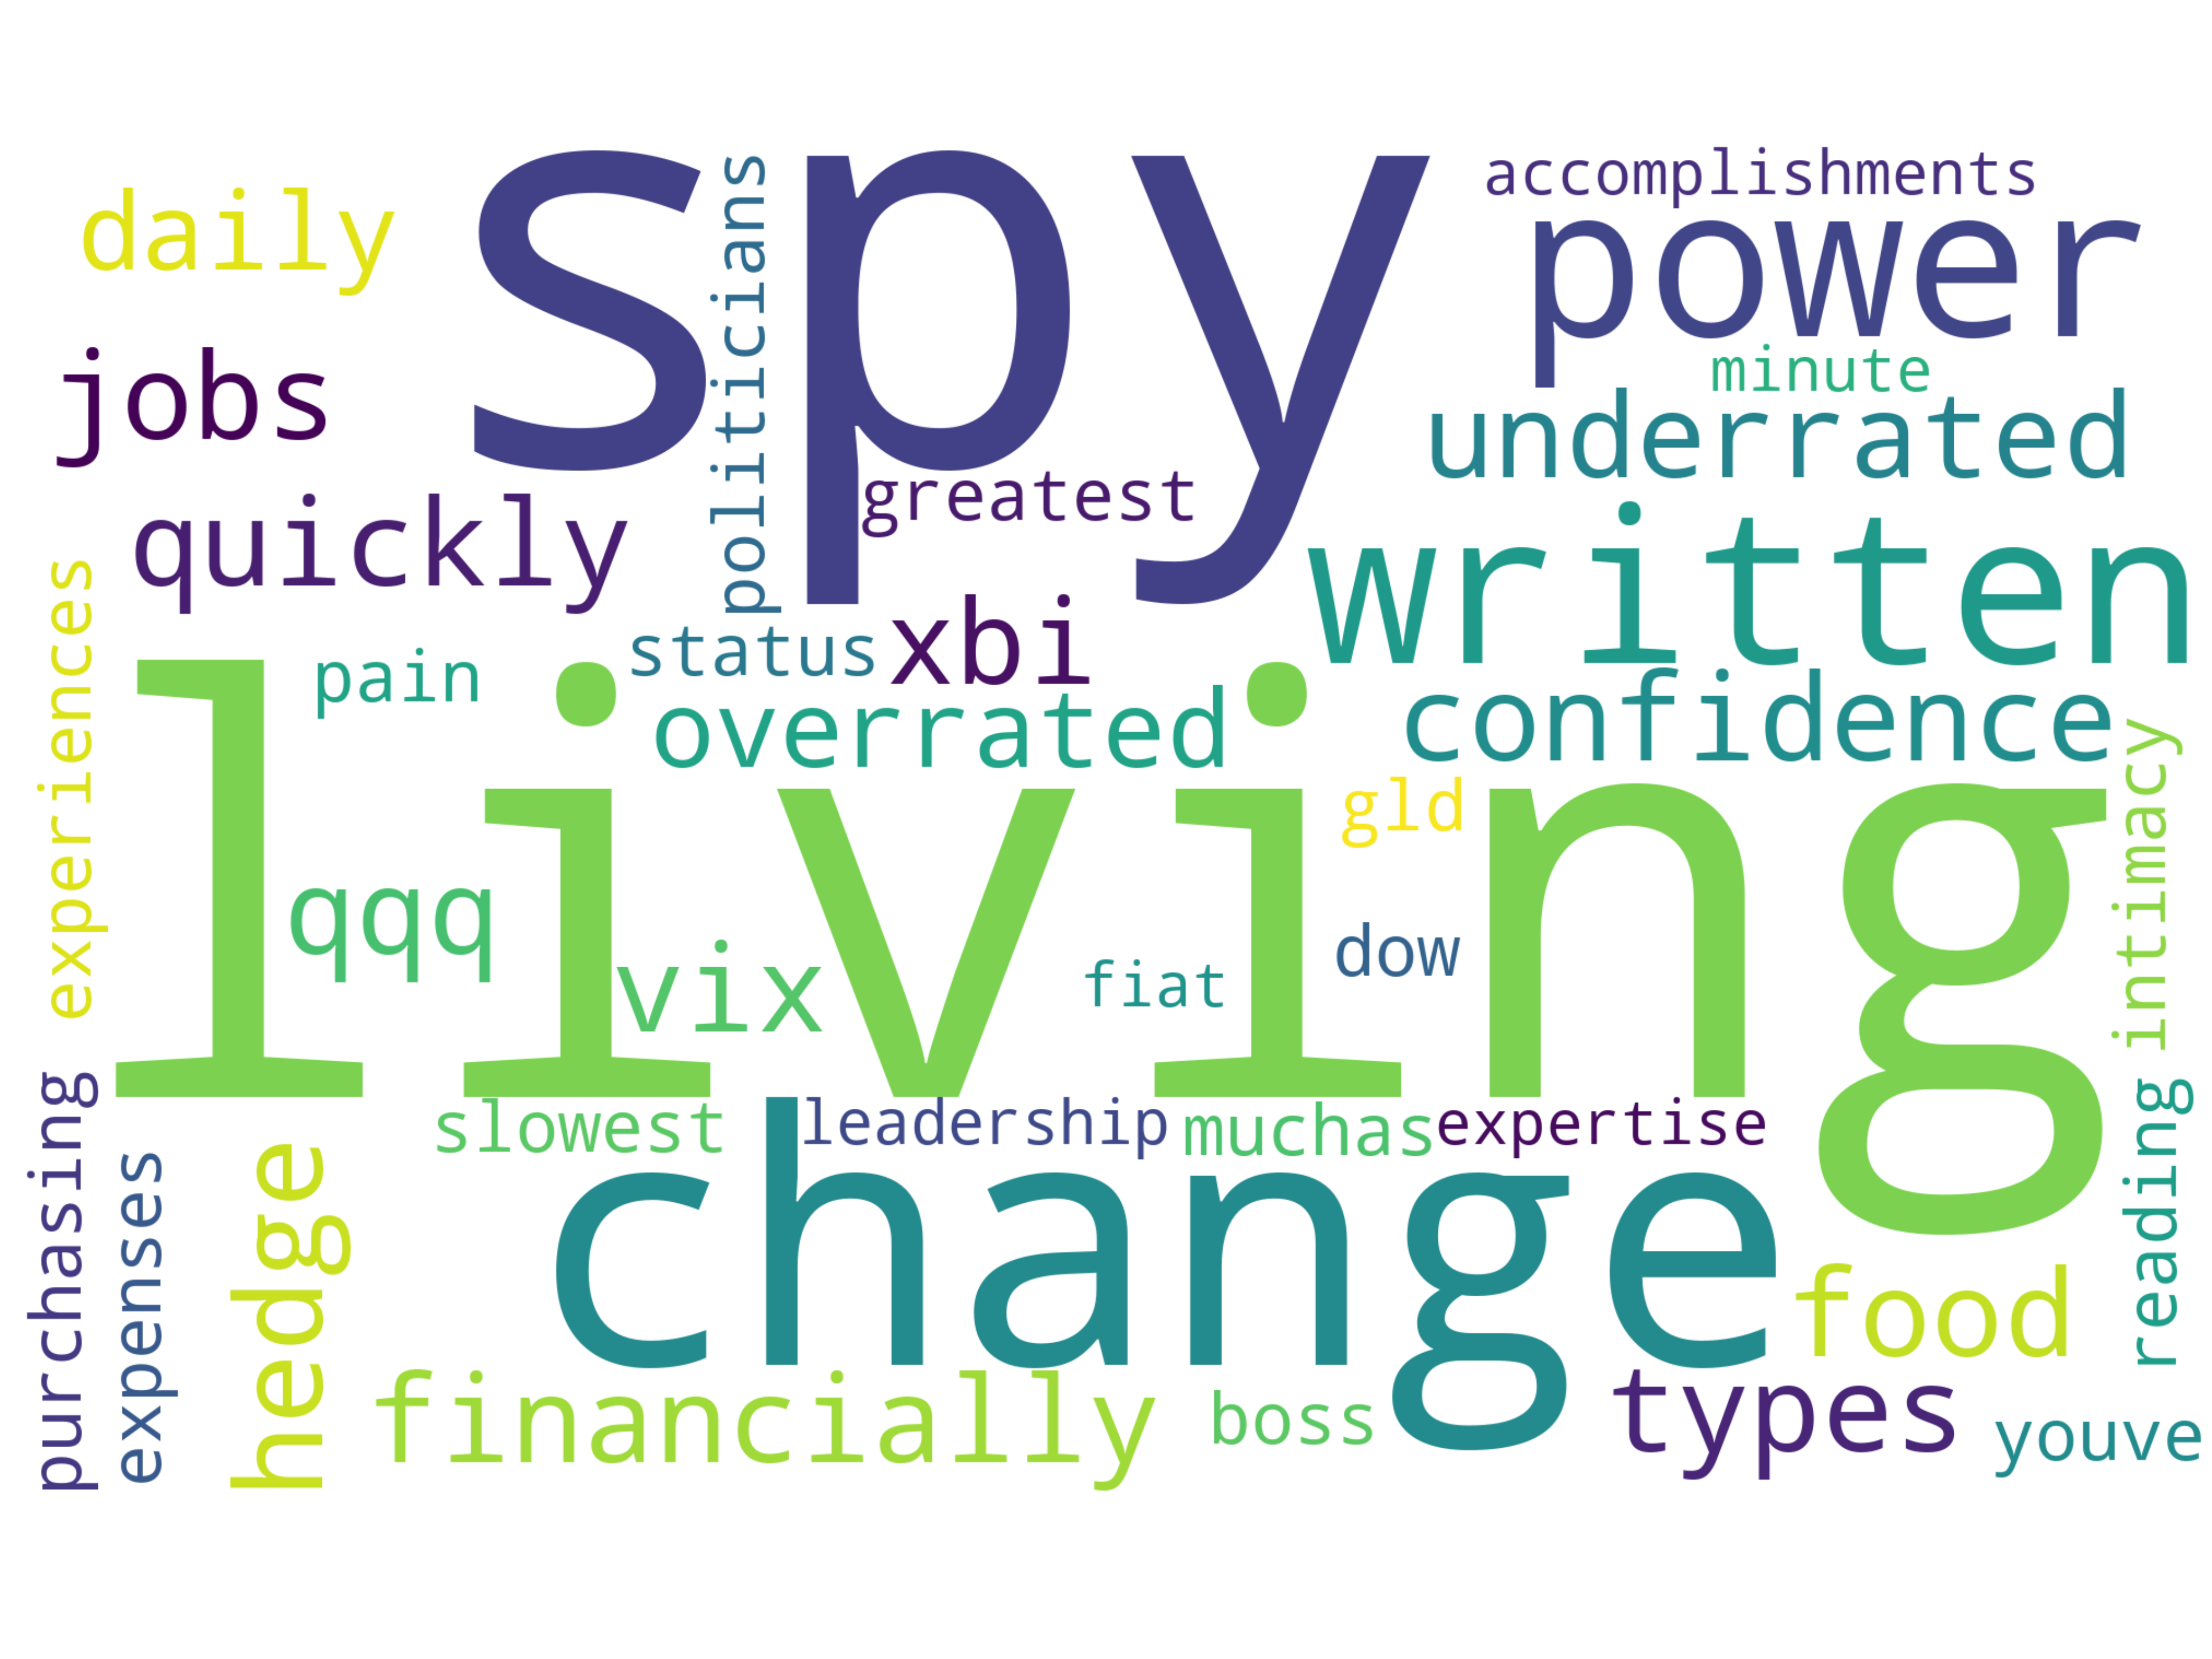 spy
accomplishments
daily
politicians
power
minute
jobs
underrated
greatest
quickly
written
experiences
status
xbi
pain
overrated
confidence
living
gld
intimacy
qqq
vix
dow
fiat
purchasing
slowest
leadership
muchas
expertise
reading
expenses
hedge
change
food
financially
boss
types
youve